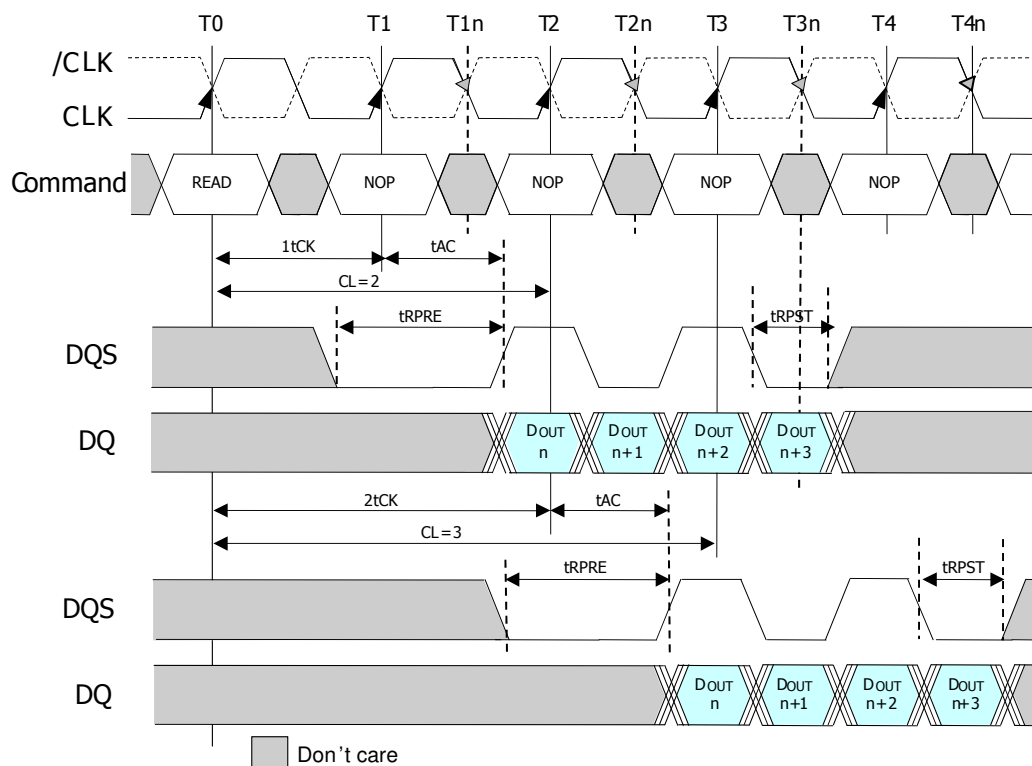 T0 T1 T1n T2 T2n T3 T3n T4 T4n
/CLK
CLK
Command READ NOP NOP NOP NOP
1tCK tAC
CL=2
tRPRE tRPST
DQS
DQ
DOUT n DOUT n+1 DOUT n+2 DOUT n+3
2tCK tAC
CL=3
tRPRE tRPST
DQS
DQ
DOUT n DOUT n+1 DOUT n+2 DOUT n+3
Don't care